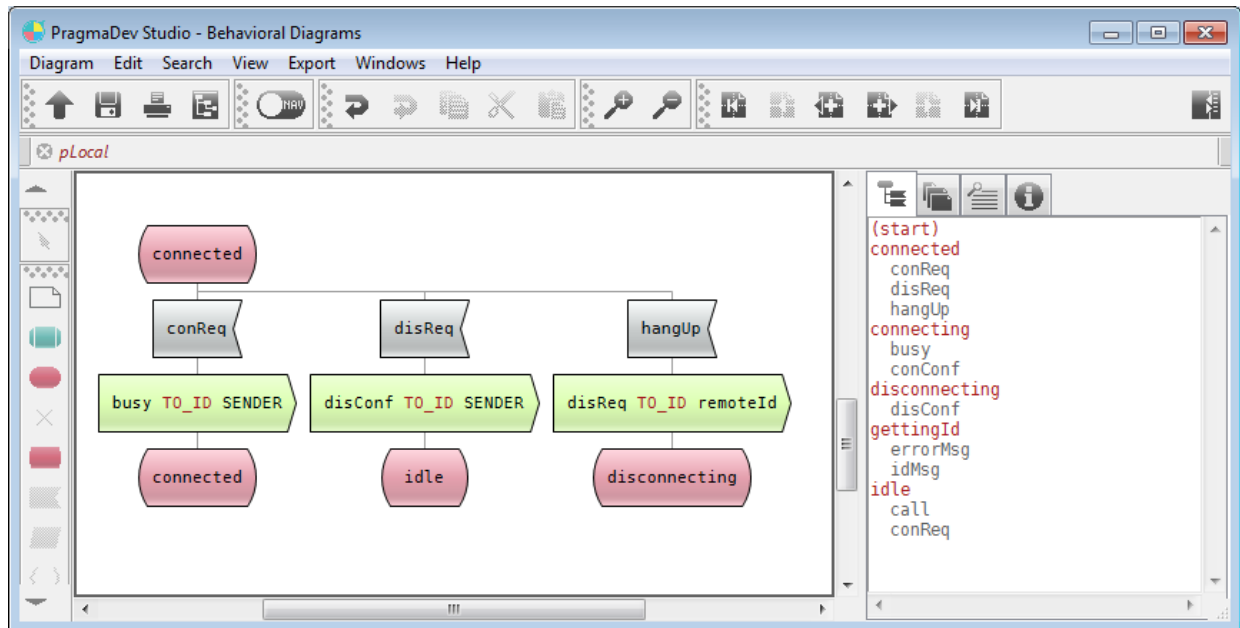 PragmaDev Studio - Behavioral Diagrams
Diagram Edit Search View Export Windows Help
NAV
pLocal
connected
conReq disReq hangUp
busy TO_ID SENDER disConf TO_ID SENDER disReq TO_ID remoteId
connected idle disconnecting
(start)
connected
conReq
disReq
hangUp
connecting
busy
conConf
disconnecting
disConf
gettingId
errorMsg
idMsg
idle
call
conReq